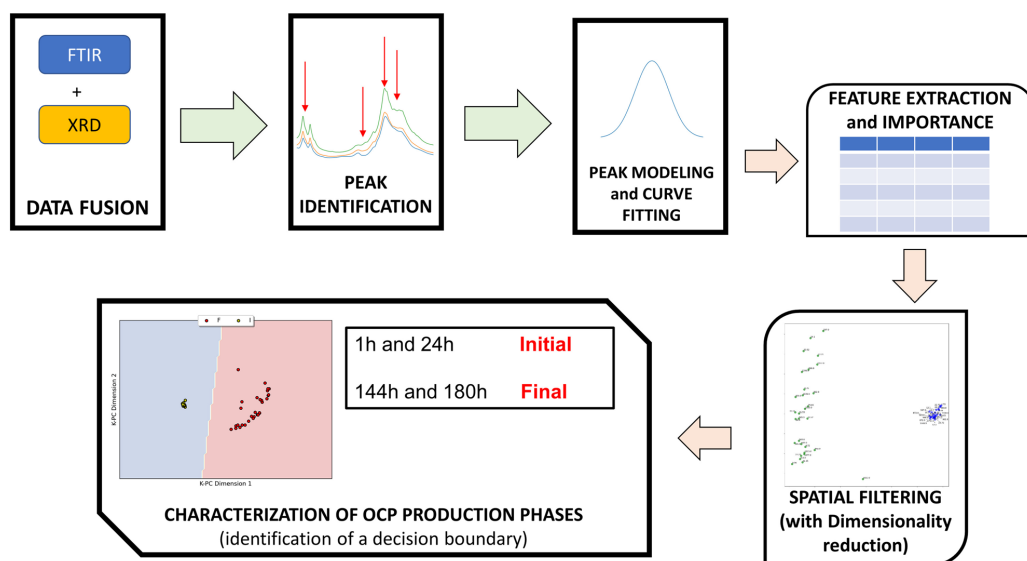 FTIR
+
XRD
DATA FUSION
PEAK
IDENTIFICATION
PEAK MODELING
and CURVE
FITTING
FEATURE EXTRACTION
and IMPORTANCE
SPATIAL FILTERING
(with Dimensionality
reduction)
F I
K-PC Dimension 2
K-PC Dimension 1
1h and 24h Initial
144h and 180h Final
CHARACTERIZATION OF OCP PRODUCTION PHASES
(identification of a decision boundary)